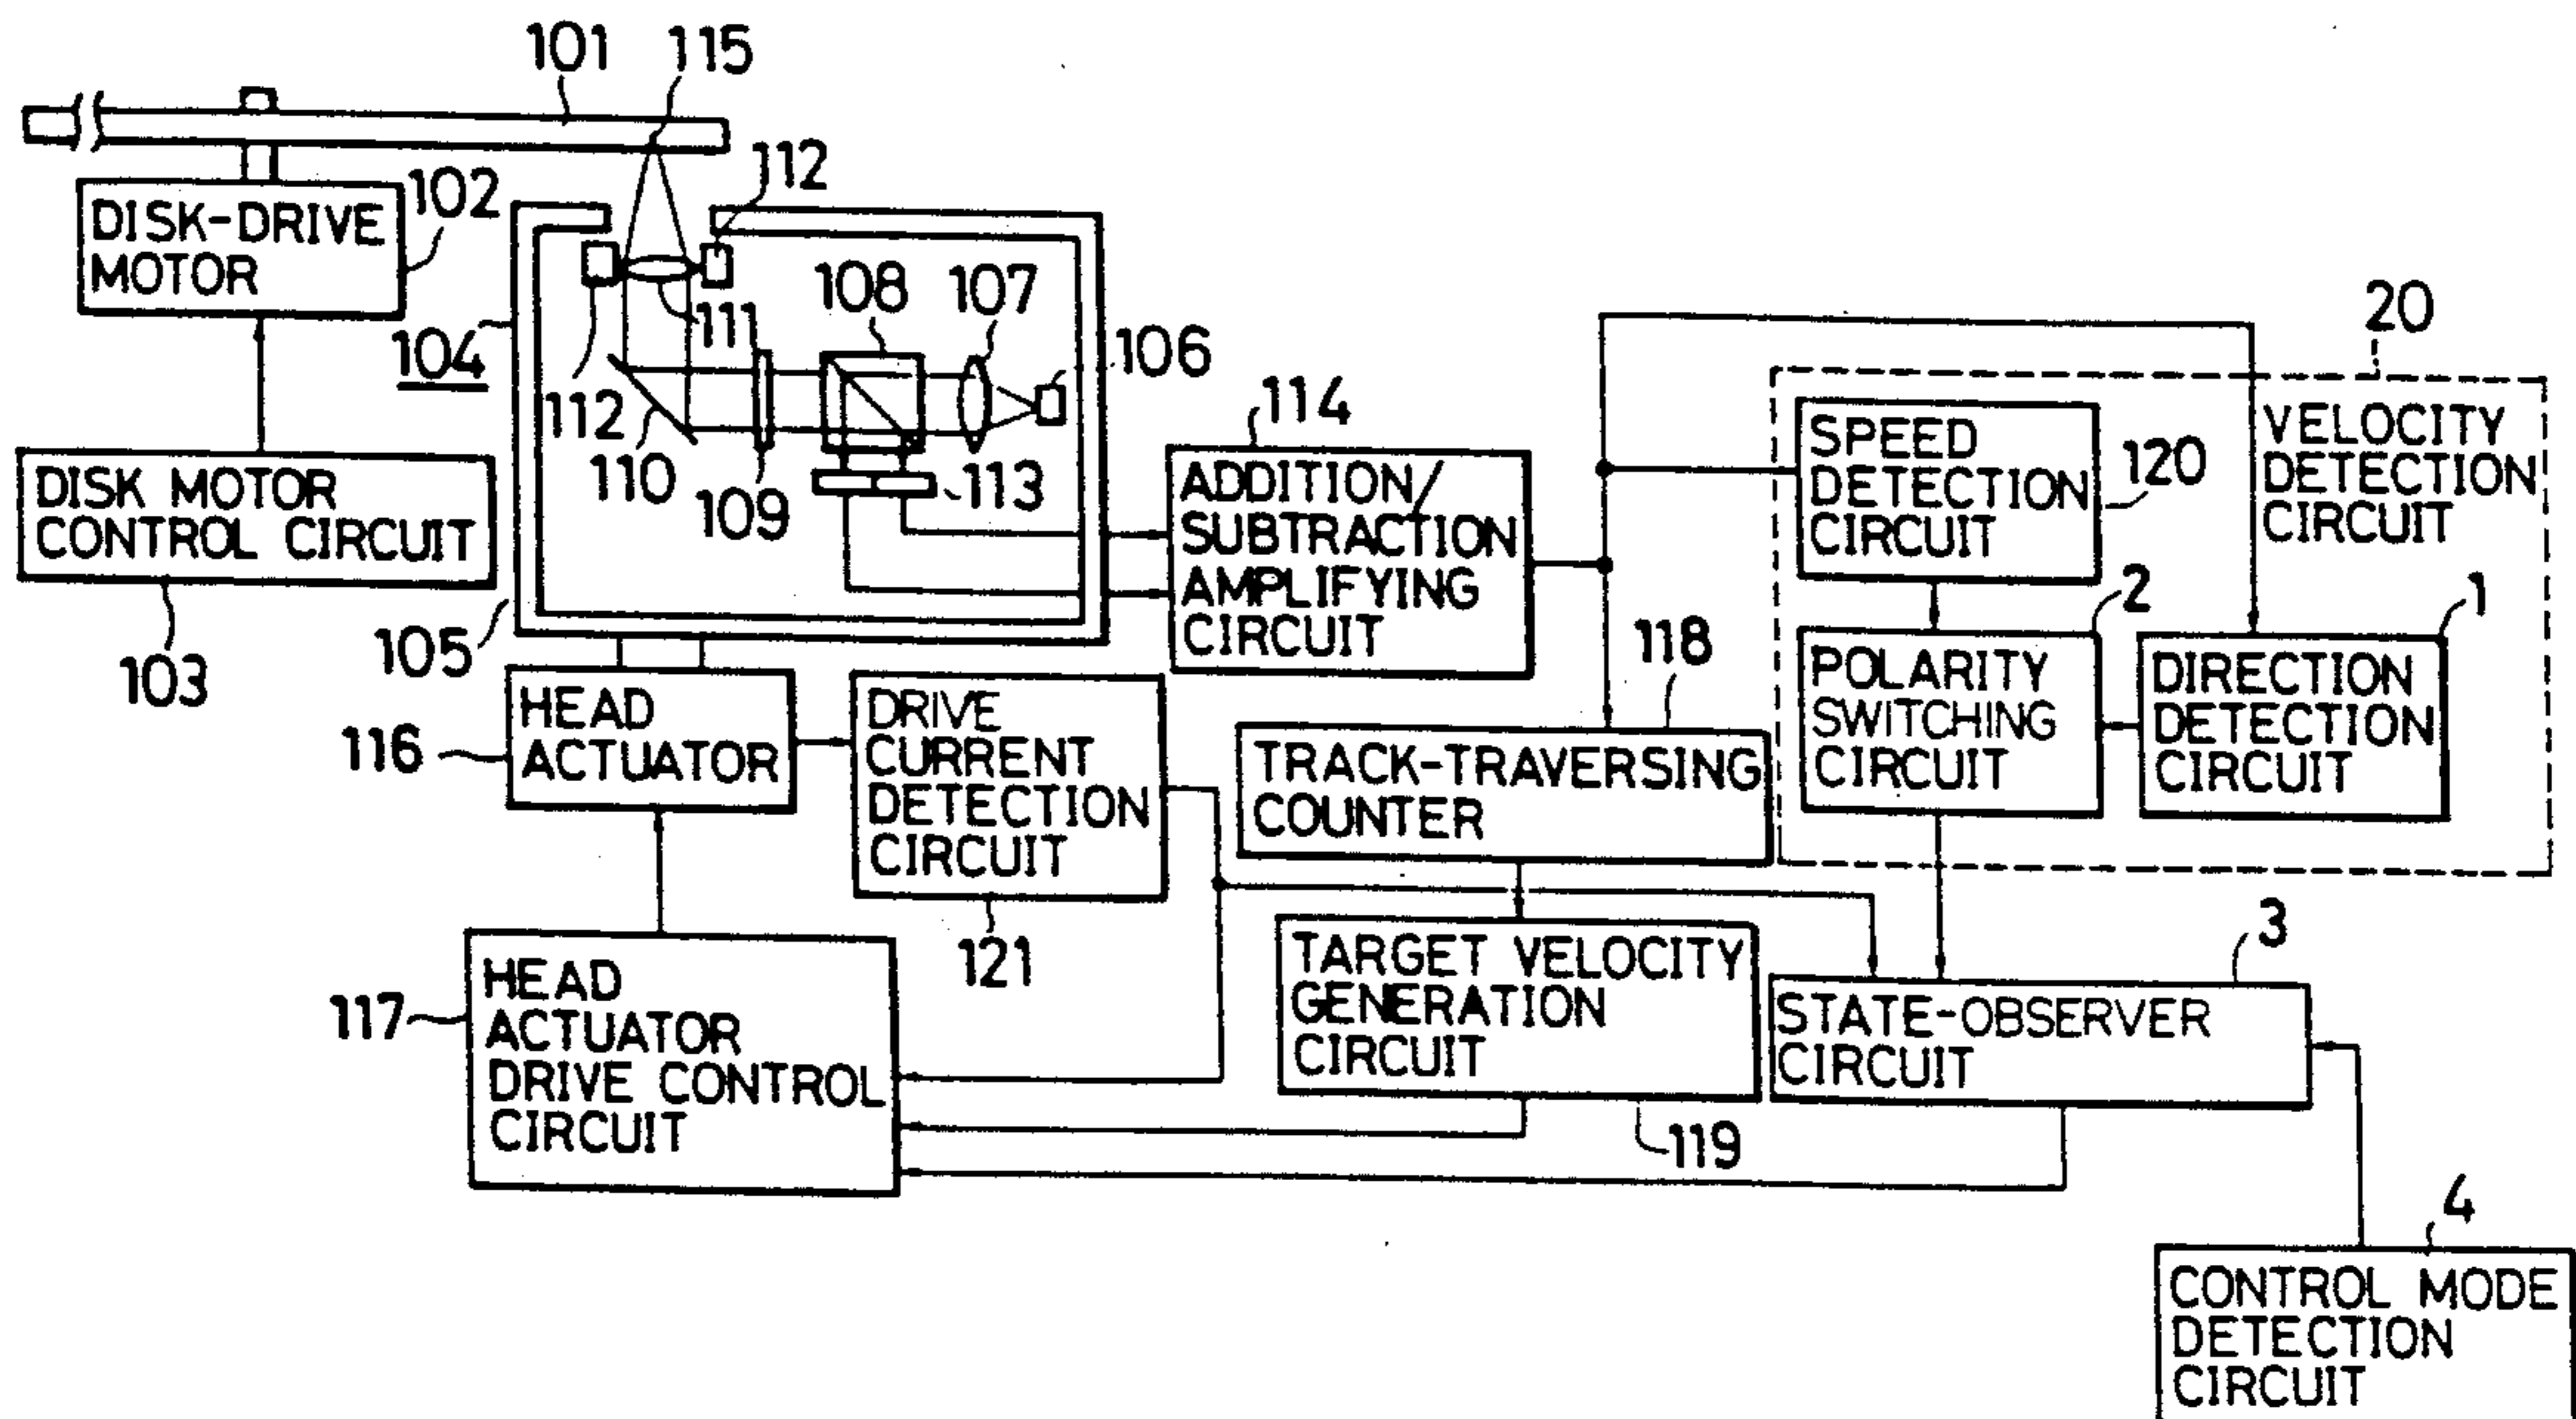 101
115
112
DISK-DRIVE
MOTOR
102
104
111
108
107
106
112
110
109
113
DISK MOTOR
CONTROL CIRCUIT
103
105
114
ADDITION/
SUBTRACTION
AMPLIFYING
CIRCUIT
20
SPEED
DETECTION
CIRCUIT
120
VELOCITY
DETECTION
CIRCUIT
2
POLARITY
SWITCHING
CIRCUIT
1
DIRECTION
DETECTION
CIRCUIT
118
TRACK-TRAVERSING
COUNTER
HEAD
ACTUATOR
116
DRIVE
CURRENT
DETECTION
CIRCUIT
121
117
HEAD
ACTUATOR
DRIVE CONTROL
CIRCUIT
TARGET VELOCITY
GENERATION
CIRCUIT
119
3
STATE-OBSERVER
CIRCUIT
4
CONTROL MODE
DETECTION
CIRCUIT